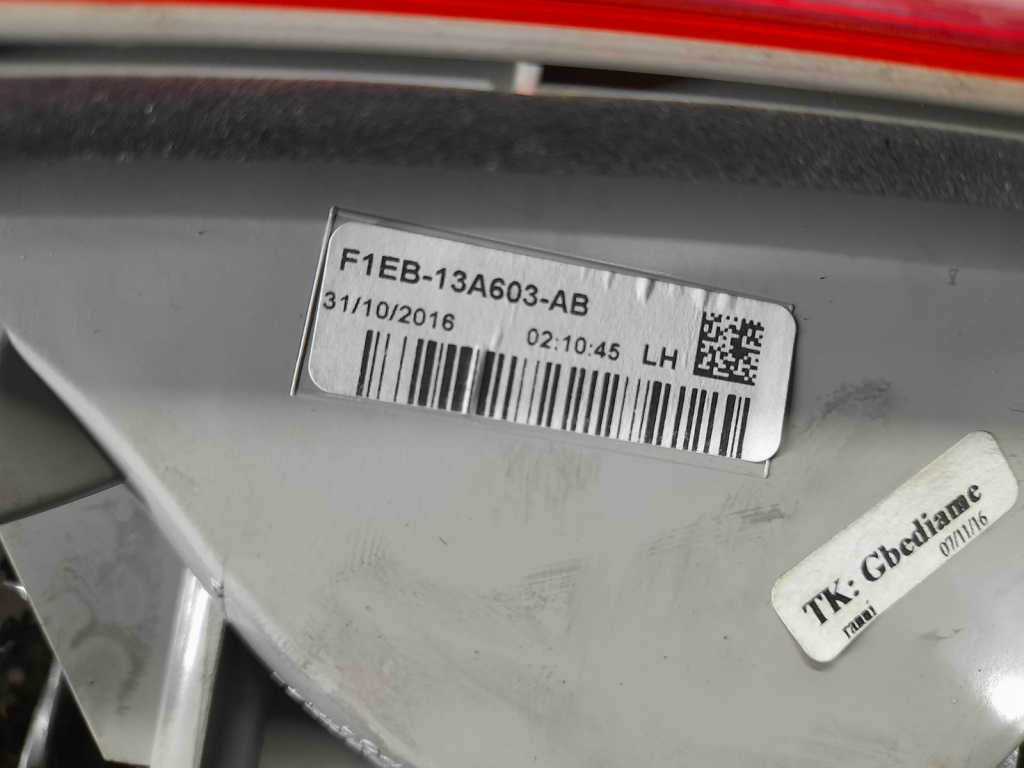 F1EB-13A603-AB
31/10/2016
02:10:45 LH
TK: Gbediame
07/11/16